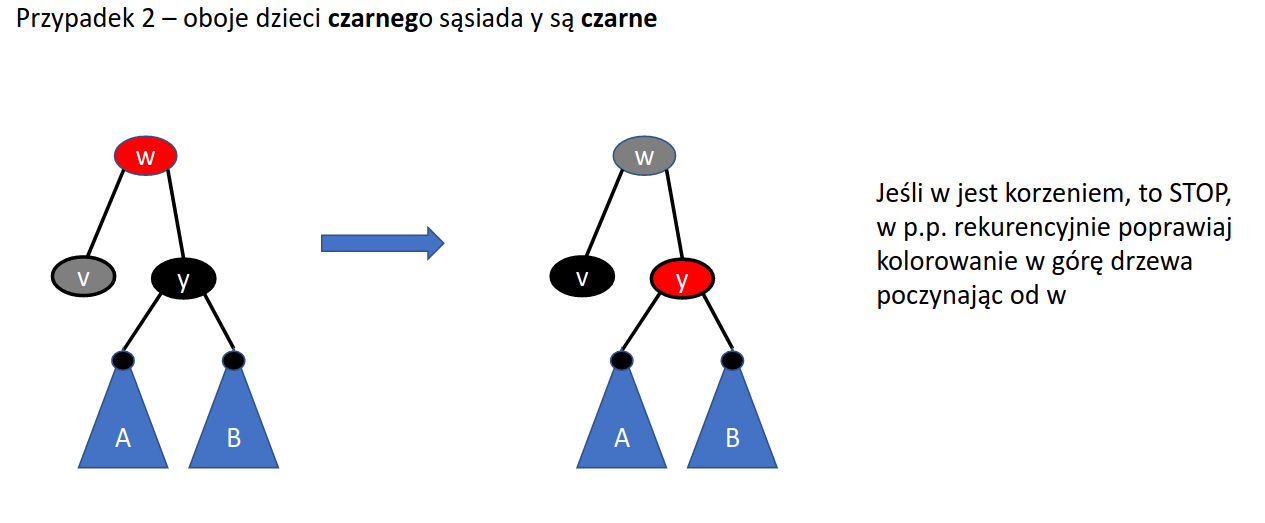 Przypadek 2 – oboje dzieci czarnego sąsiada y są czarne
w
w
Jeśli w jest korzeniem, to STOP,
w p.p. rekurencyjnie poprawiaj
kolorowanie w górę drzewa
poczynając od w
v
y
v
y
A
B
A
B